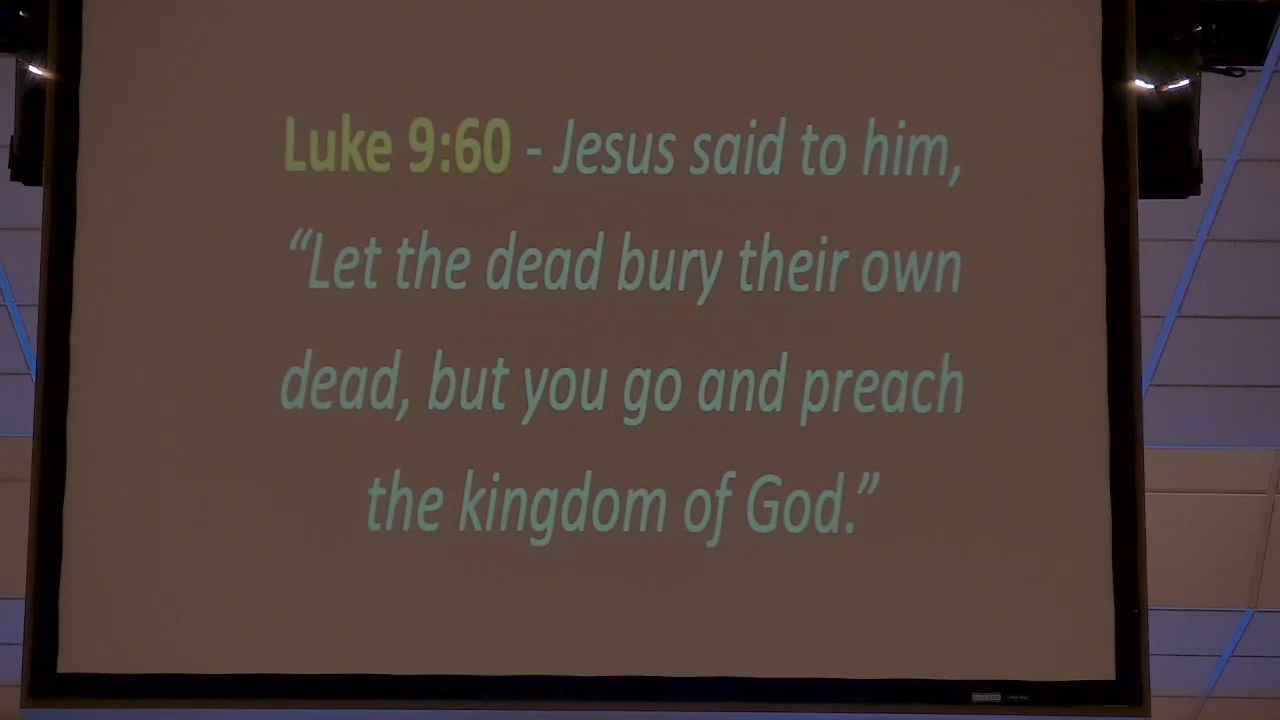 Luke 9:60 - Jesus said to him,
“Let the dead bury their own
dead, but you go and preach
the kingdom of God.”